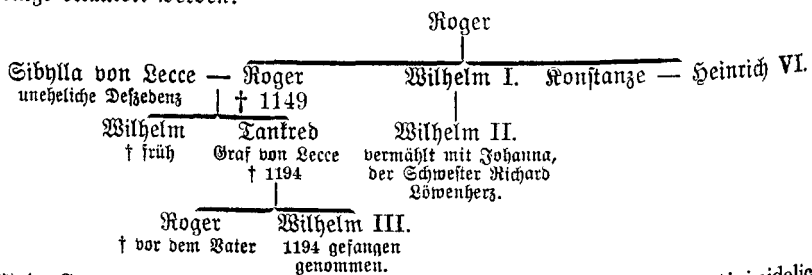 Roger
Sibylla von Lecce — Roger Wilhelm I. Konstanze — Heinrich VI.
uneheliche Deszedenz † 1149
Wilhelm Tankred Wilhelm II.
† früh Graf von Lecce vermählt mit Johanna,
† 1194 der Schwester Richard
Löwenherz.
Roger Wilhelm III.
† vor dem Vater 1194 gefangen
genommen.